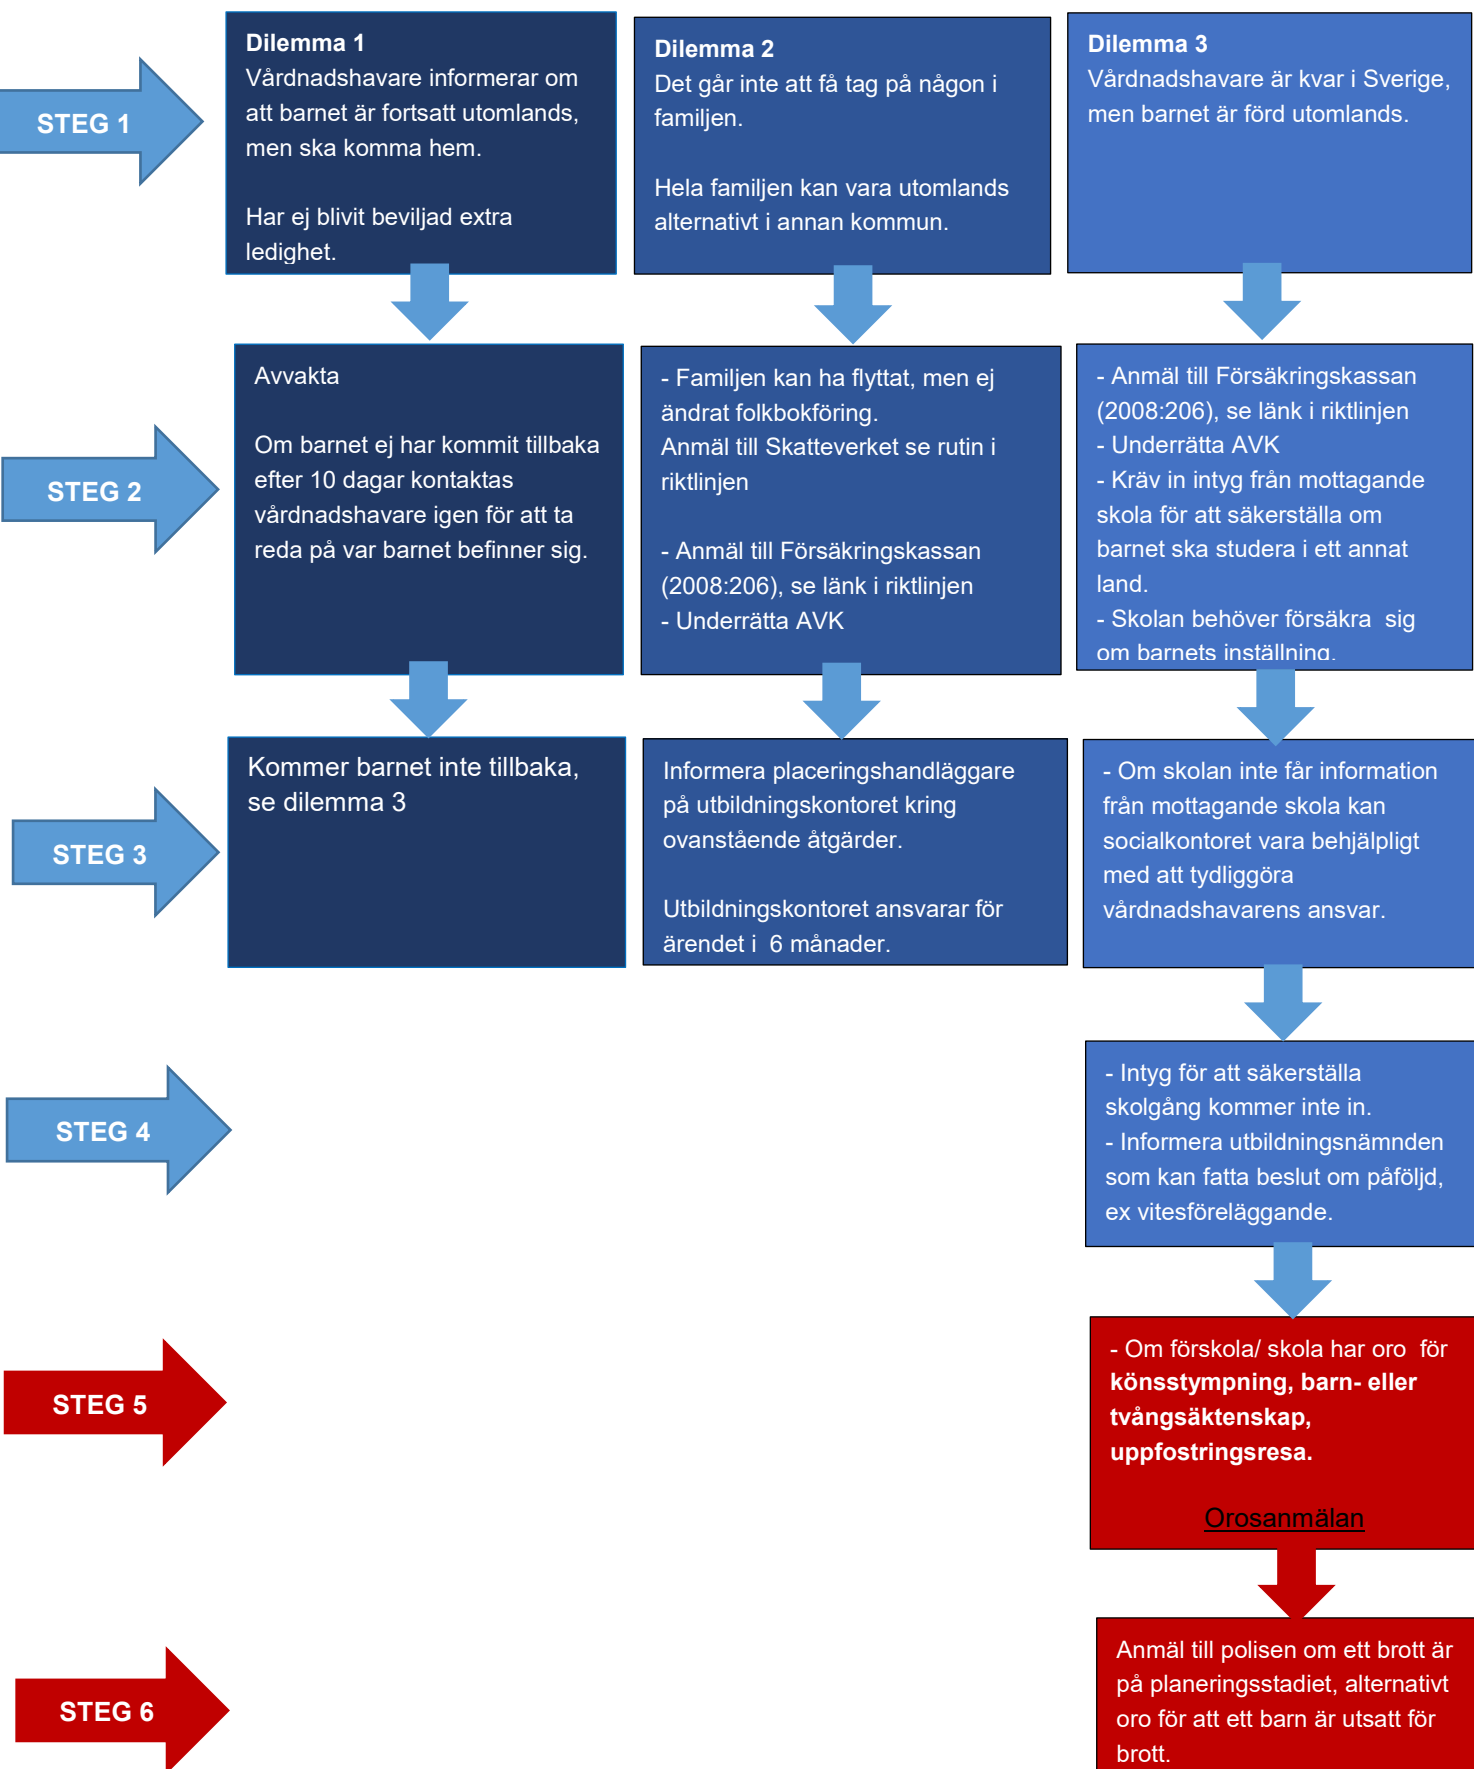 STEG 1
Dilemma 1
Vårdnadshavare informerar om
att barnet är fortsatt utomlands,
men ska komma hem.
Har ej blivit beviljad extra
ledighet.
Dilemma 2
Det går inte att få tag på någon i
familjen.
Hela familjen kan vara utomlands
alternativt i annan kommun.
Dilemma 3
Vårdnadshavare är kvar i Sverige,
men barnet är förd utomlands.
STEG 2
Avvakta
Om barnet ej har kommit tillbaka
efter 10 dagar kontaktas
vårdnadshavare igen för att ta
reda på var barnet befinner sig.
- Familjen kan ha flyttat, men ej
ändrat folkbokföring.
Anmäl till Skatteverket se rutin i
riktlinjen
- Anmäl till Försäkringskassan
(2008:206), se länk i riktlinjen
- Underrätta AVK
- Anmäl till Försäkringskassan
(2008:206), se länk i riktlinjen
- Underrätta AVK
- Kräv in intyg från mottagande
skola för att säkerställa om
barnet ska studera i ett annat
land.
- Skolan behöver försäkra  sig
om barnets inställning.
STEG 3
Kommer barnet inte tillbaka,
se dilemma 3
Informera placeringshandläggare
på utbildningskontoret kring
ovanstående åtgärder.
Utbildningskontoret ansvarar för
ärendet i  6 månader.
- Om skolan inte får information
från mottagande skola kan
socialkontoret vara behjälpligt
med att tydliggöra
vårdnadshavarens ansvar.
STEG 4
- Intyg för att säkerställa
skolgång kommer inte in.
- Informera utbildningsnämnden
som kan fatta beslut om påföljd,
ex vitesföreläggande.
STEG 5
- Om förskola/ skola har oro  för
könsstympning, barn- eller
tvångsäktenskap,
uppfostringsresa.
Orosanmälan
STEG 6
Anmäl till polisen om ett brott är
på planeringsstadiet, alternativt
oro för att ett barn är utsatt för
brott.